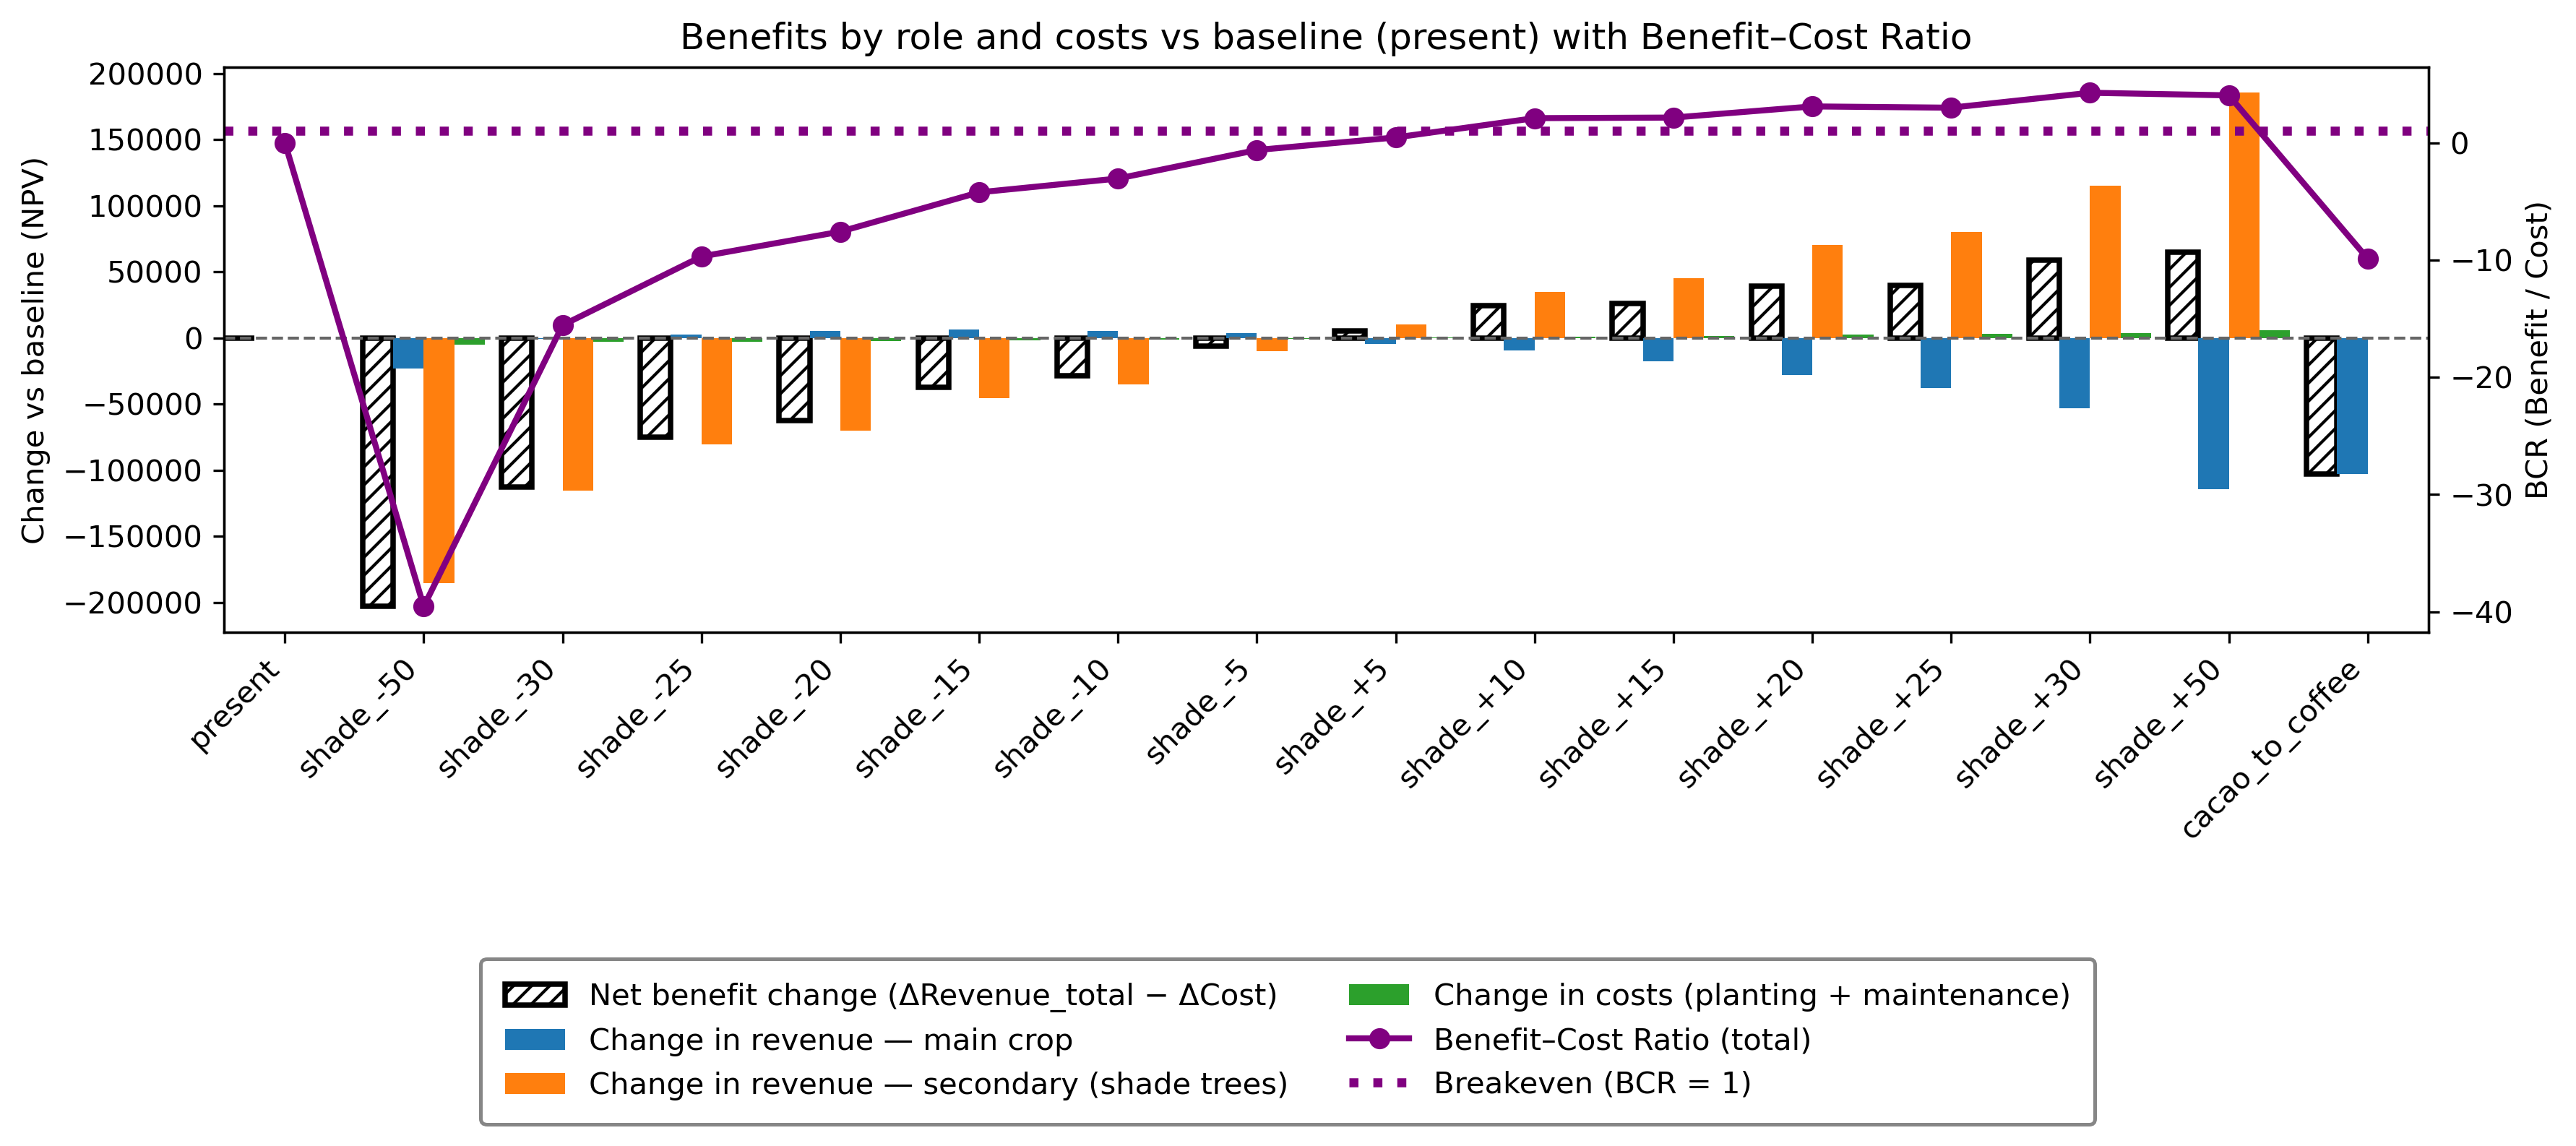 Benefits by role and costs vs baseline (present) with Benefit–Cost Ratio
Change vs baseline (NPV)
200000
150000
100000
50000
0
−50000
−100000
−150000
−200000
0
−10
−20
−30
−40
BCR (Benefit / Cost)
present
shade_-50
shade_-30
shade_-25
shade_-20
shade_-15
shade_-10
shade_-5
shade_+5
shade_+10
shade_+15
shade_+20
shade_+25
shade_+30
shade_+50
cacao_to_coffee
Net benefit change (ΔRevenue_total − ΔCost)
Change in revenue — main crop
Change in revenue — secondary (shade trees)
Change in costs (planting + maintenance)
Benefit–Cost Ratio (total)
Breakeven (BCR = 1)